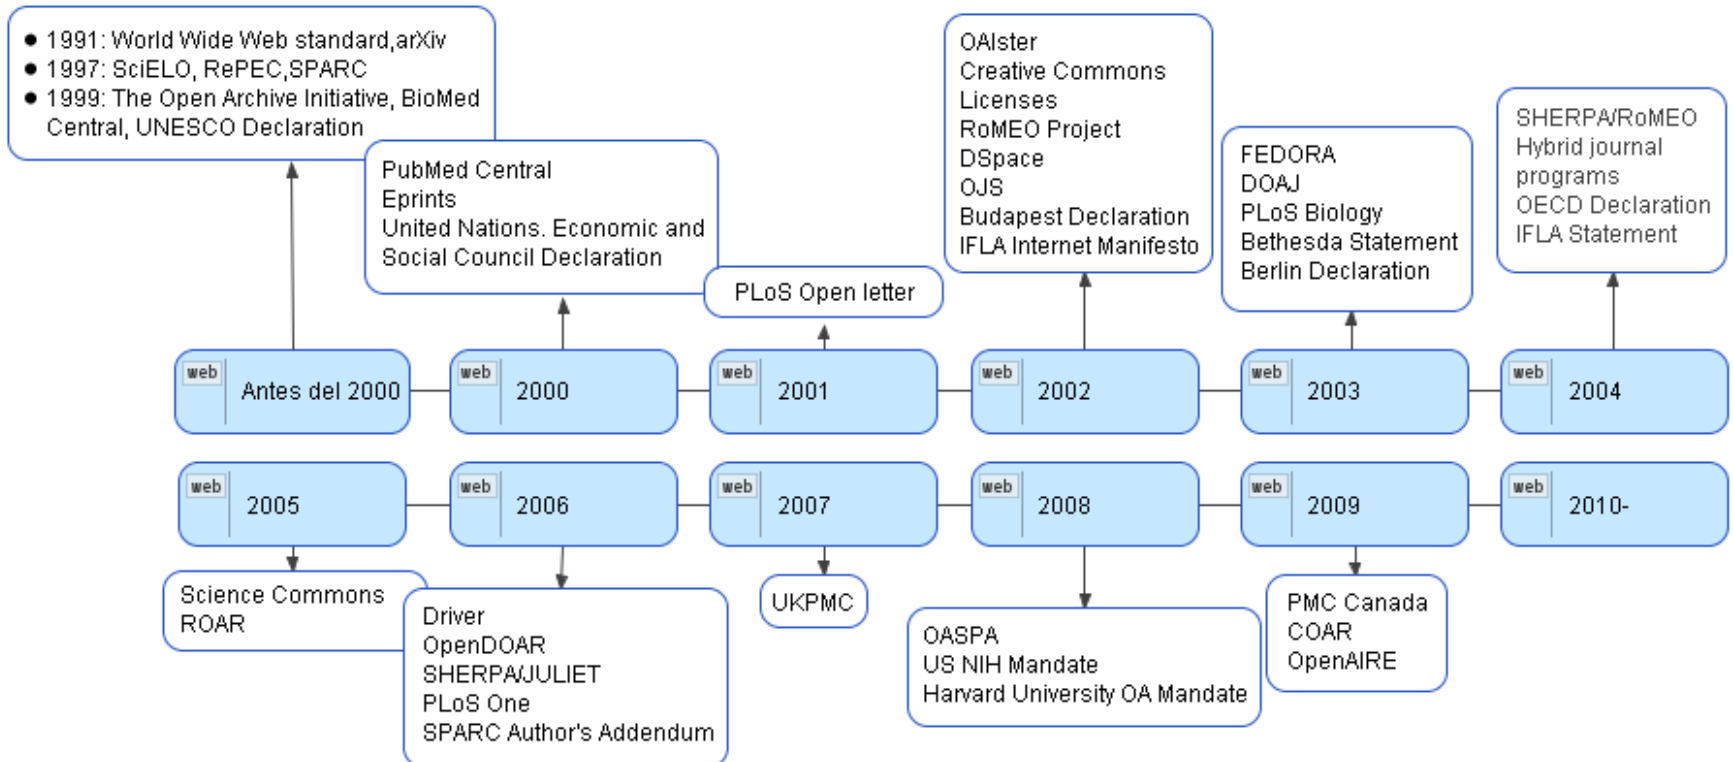 ● 1991: World Wide Web standard,arXiv
● 1997: SciELO, RePEC,SPARC
● 1999: The Open Archive Initiative, BioMed
Central, UNESCO Declaration
PubMed Central
Eprints
United Nations. Economic and
Social Council Declaration
PLoS Open letter
OAIster
Creative Commons
Licenses
RoMEO Project
DSpace
OJS
Budapest Declaration
IFLA Internet Manifesto
FEDORA
DOAJ
PLoS Biology
Bethesda Statement
Berlin Declaration
SHERPA/RoMEO
Hybrid journal
programs
OECD Declaration
IFLA Statement
web
Antes del 2000
web
2000
web
2001
web
2002
web
2003
web
2004
web
2005
web
2006
web
2007
web
2008
web
2009
web
2010-
Science Commons
ROAR
Driver
OpenDOAR
SHERPA/JULIET
PLoS One
SPARC Author's Addendum
UKPMC
OASPA
US NIH Mandate
Harvard University OA Mandate
PMC Canada
COAR
OpenAIRE